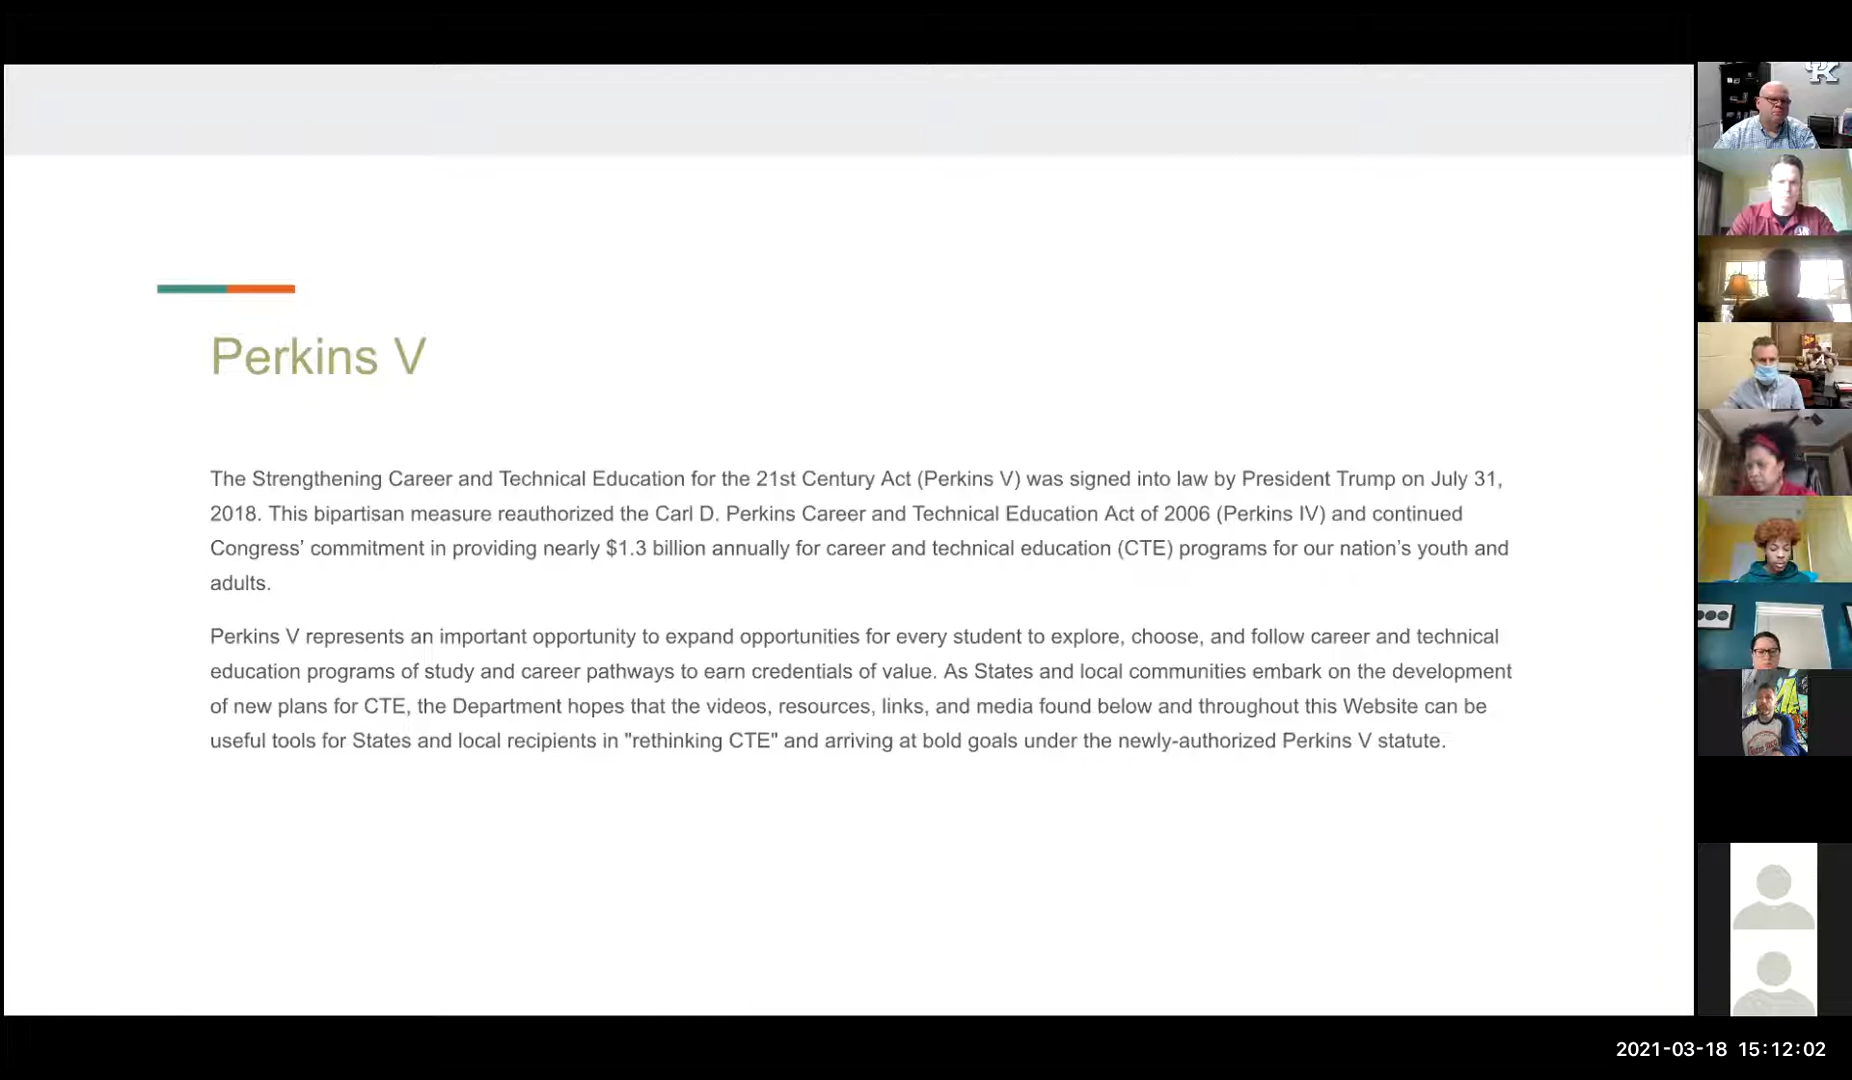 Perkins V
The Strengthening Career and Technical Education for the 21st Century Act (Perkins V) was signed into law by President Trump on July 31,
2018. This bipartisan measure reauthorized the Carl D. Perkins Career and Technical Education Act of 2006 (Perkins IV) and continued
Congress’ commitment in providing nearly $1.3 billion annually for career and technical education (CTE) programs for our nation’s youth and
adults.
Perkins V represents an important opportunity to expand opportunities for every student to explore, choose, and follow career and technical
education programs of study and career pathways to earn credentials of value. As States and local communities embark on the development
of new plans for CTE, the Department hopes that the videos, resources, links, and media found below and throughout this Website can be
useful tools for States and local recipients in "rethinking CTE" and arriving at bold goals under the newly-authorized Perkins V statute.
2021-03-18 15:12:02